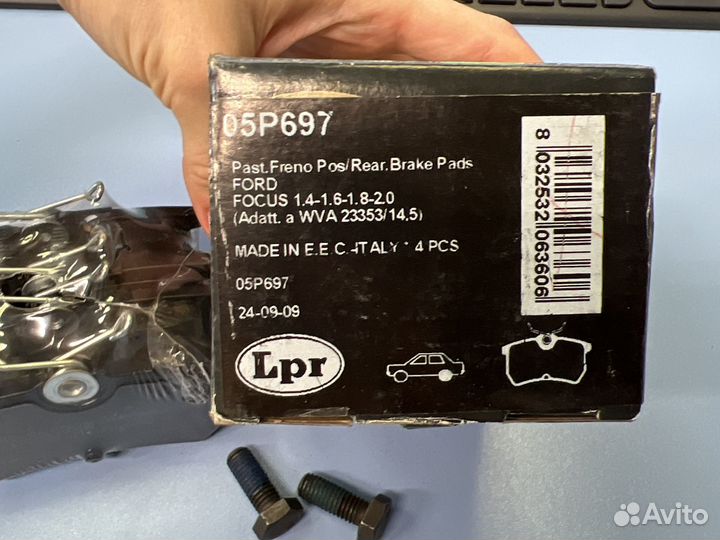 05P697
Past.Freno Pos/Rear.Brake Pads
FORD
FOCUS 1.4-1.6-1.8-2.0
(Adatt. a WVA 23353/14,5)
MADE IN E.E.C.-ITALY * 4 PCS
05P697
24-09-09
Lpr
8 032532 063606
Avito